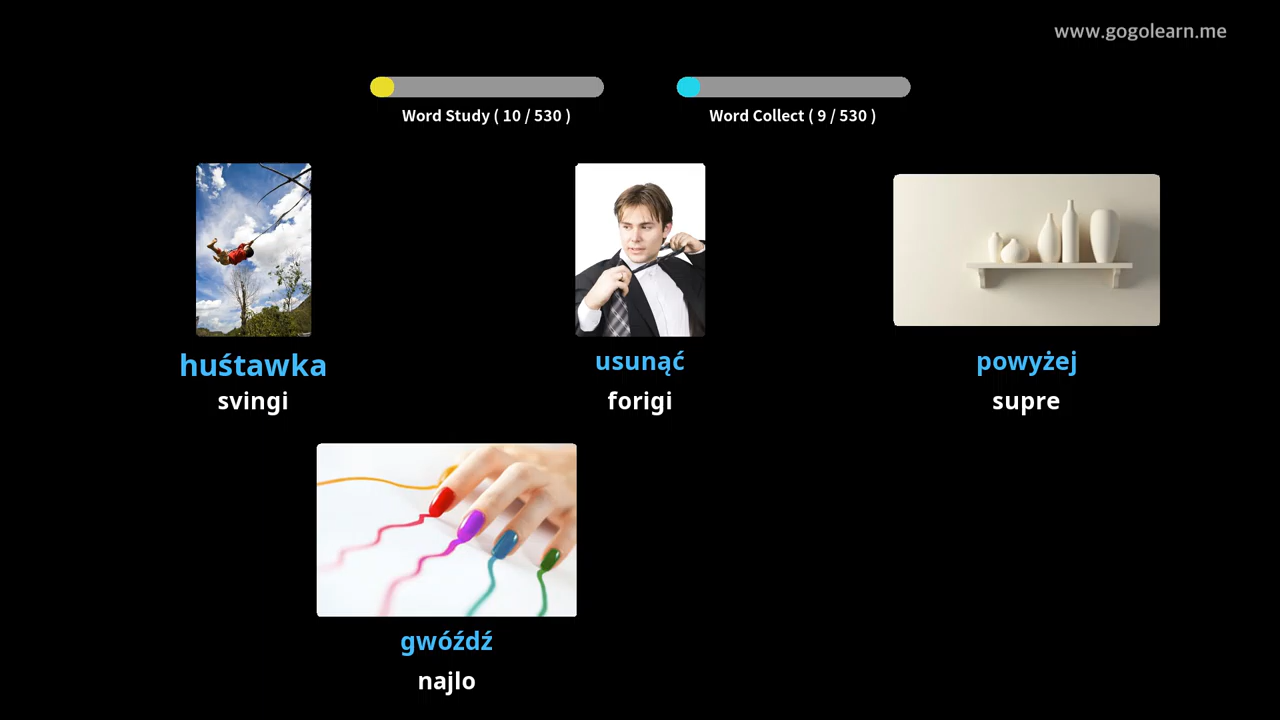 www.gogolearn.me
Word Study ( 10 / 530 )
Word Collect ( 9 / 530 )
huśtawka
svingi
usunąć
forigi
powyżej
supre
gwóźdź
najlo